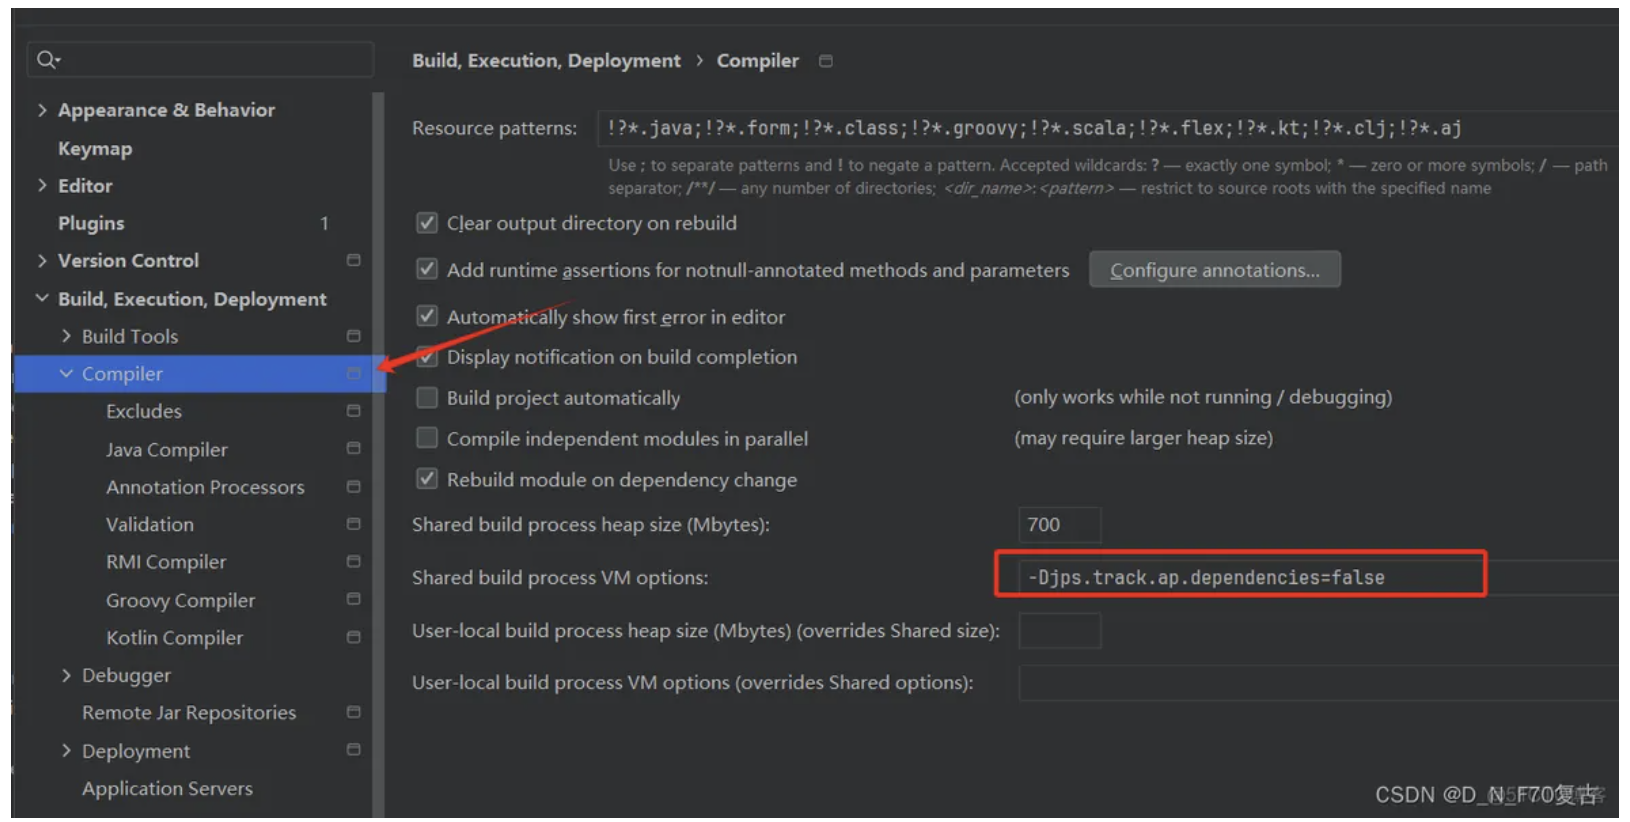 Build, Execution, Deployment › Compiler
Appearance & Behavior
Keymap
Editor
Plugins 1
Version Control
Build, Execution, Deployment
Build Tools
Compiler
Excludes
Java Compiler
Annotation Processors
Validation
RMI Compiler
Groovy Compiler
Kotlin Compiler
Debugger
Remote Jar Repositories
Deployment
Application Servers
Resource patterns: !?*.java;!?*.form;!?*.class;!?*.groovy;!?*.scala;!?*.flex;!?*.kt;!?*.clj;!?*.aj
Use ; to separate patterns and ! to negate a pattern. Accepted wildcards: ? — exactly one symbol; * — zero or more symbols; / — path
separator; /**/ — any number of directories; <dir_name>:<pattern> — restrict to source roots with the specified name
Clear output directory on rebuild
Add runtime assertions for notnull-annotated methods and parameters Configure annotations...
Automatically show first error in editor
Display notification on build completion
Build project automatically (only works while not running / debugging)
Compile independent modules in parallel (may require larger heap size)
Rebuild module on dependency change
Shared build process heap size (Mbytes): 700
Shared build process VM options: -Djps.track.ap.dependencies=false
User-local build process heap size (Mbytes) (overrides Shared size):
User-local build process VM options (overrides Shared options):
CSDN @D_N_F70复古